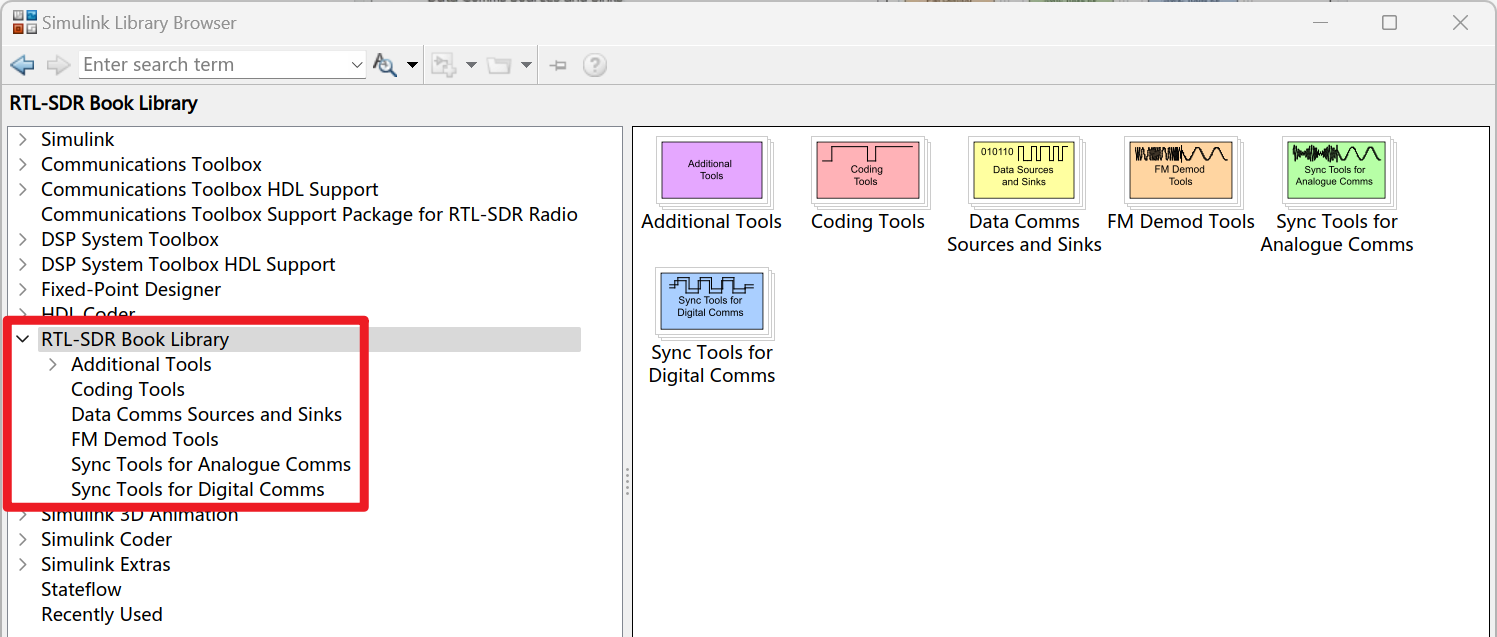 Simulink Library Browser
Enter search term
RTL-SDR Book Library
Simulink
Communications Toolbox
Communications Toolbox HDL Support
Communications Toolbox Support Package for RTL-SDR Radio
DSP System Toolbox
DSP System Toolbox HDL Support
Fixed-Point Designer
HDL Coder
RTL-SDR Book Library
Additional Tools
Coding Tools
Data Comms Sources and Sinks
FM Demod Tools
Sync Tools for Analogue Comms
Sync Tools for Digital Comms
Simulink 3D Animation
Simulink Coder
Simulink Extras
Stateflow
Recently Used
Additional
Tools
Additional Tools
Coding
Tools
Coding Tools
010110
Data Sources
and Sinks
Data Comms
Sources and Sinks
FM Demod
Tools
FM Demod Tools
Sync Tools for
Analogue Comms
Sync Tools for
Analogue Comms
Sync Tools for
Digital Comms
Sync Tools for
Digital Comms